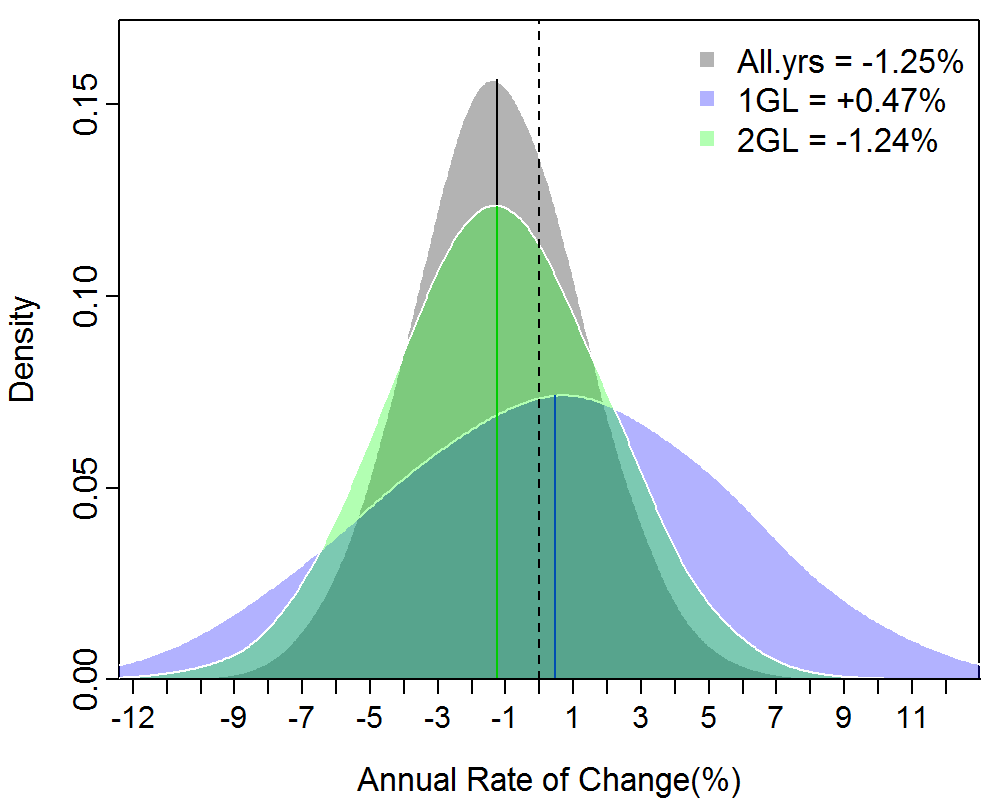 All.yrs = -1.25%
1GL = +0.47%
2GL = -1.24%
0.15
0.10
0.05
0.00
Density
-12 -9 -7 -5 -3 -1 1 3 5 7 9 11
Annual Rate of Change(%)